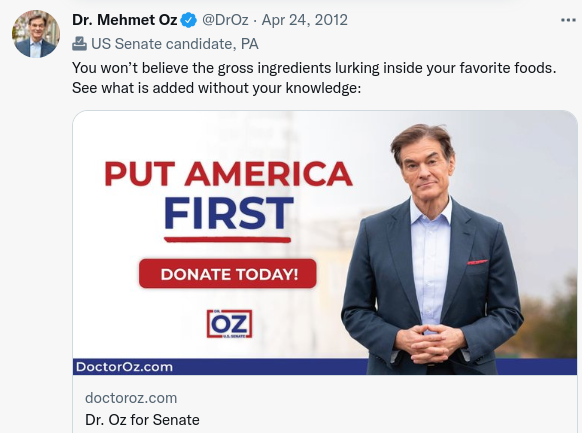 Dr. Mehmet Oz @DrOz · Apr 24, 2012
US Senate candidate, PA
You won’t believe the gross ingredients lurking inside your favorite foods.
See what is added without your knowledge:
PUT AMERICA
FIRST
DONATE TODAY!
DR.
OZ
U.S. SENATE
DoctorOz.com
doctoroz.com
Dr. Oz for Senate